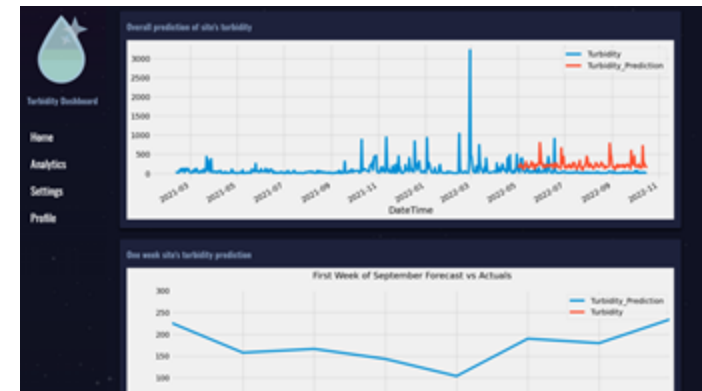 Turbidity Dashboard
Home
Analytics
Settings
Profile
Overall prediction of site's turbidity
Turbidity
Turbidity_Prediction
3000
2500
2000
1500
1000
500
0
2021-03 2021-05 2021-07 2021-09 2021-11 2022-01 2022-03 2022-05 2022-07 2022-09 2022-11
DateTime
One week site's turbidity prediction
First Week of September Forecast vs Actuals
Turbidity_Prediction
Turbidity
300
250
200
150
100